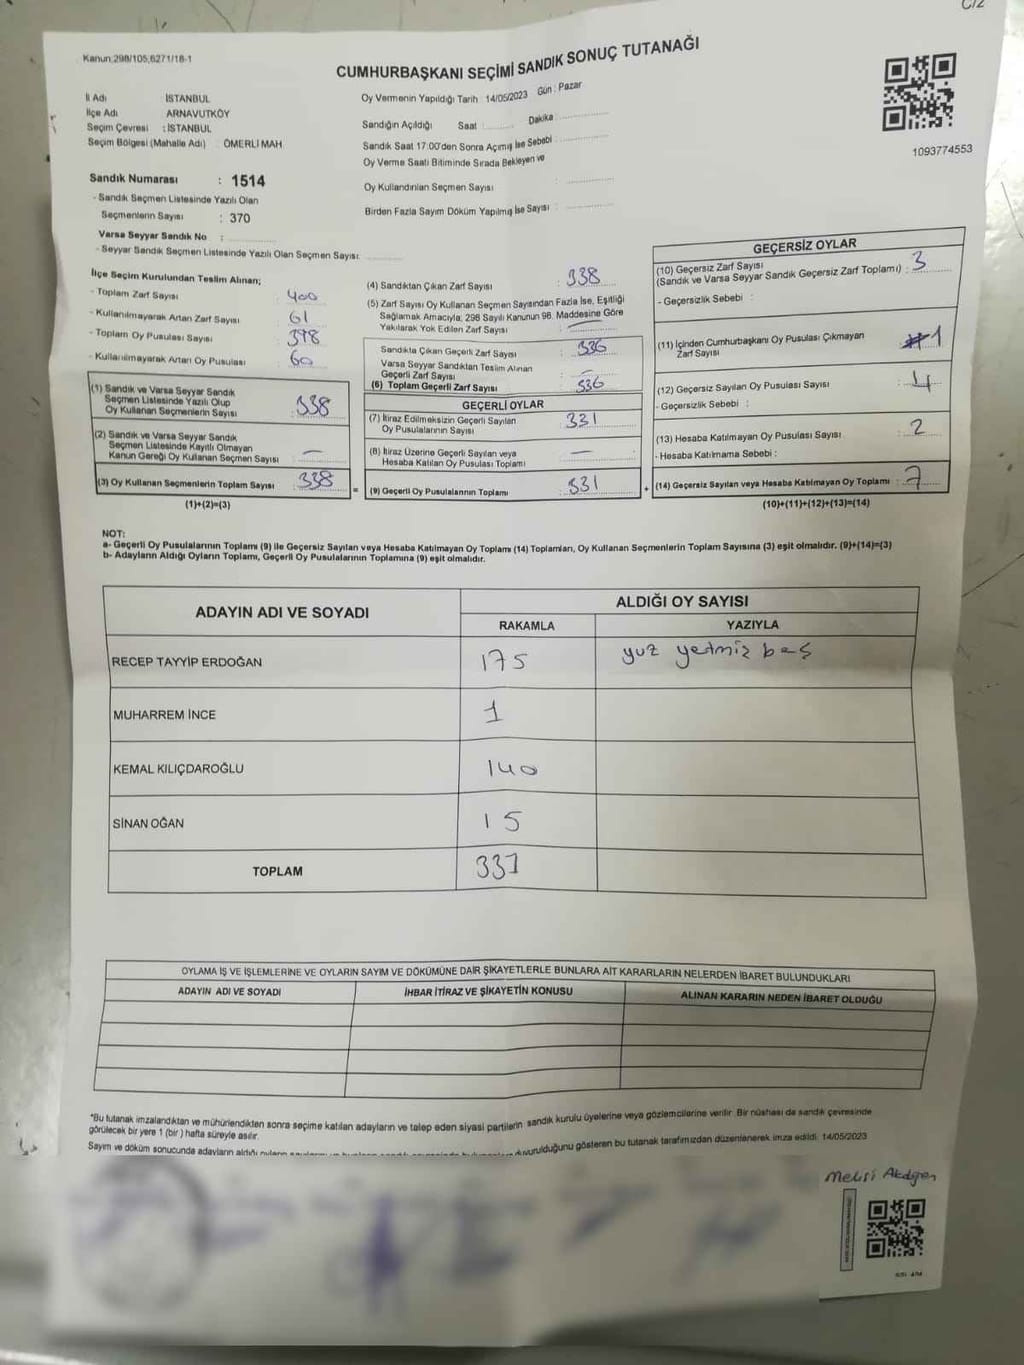 C12
Kanun:298/105,6271/18-1
CUMHURBAŞKANI SEÇİMİ SANDIK SONUÇ TUTANAĞI
İl Adı İSTANBUL
İlçe Adı ARNAVUTKÖY
Seçim Çevresi : İSTANBUL
Seçim Bölgesi (Mahalle Adı) : ÖMERLİ MAH.
Sandık Numarası : 1514
- Sandık Seçmen Listesinde Yazılı Olan
Seçmenlerin Sayısı : 370
Varsa Seyyar Sandık No :
- Seyyar Sandık Seçmen Listesinde Yazılı Olan Seçmen Sayısı:
Oy Vermenin Yapıldığı Tarih : 14/05/2023 Gün : Pazar
Sandığın Açıldığı Saat : Dakika :
Sandık Saat 17:00'den Sonra Açımış İse Sebebi :
Oy Verme Saati Bitiminde Sırada Bekleyen ve
Oy Kullandırılan Seçmen Sayısı :
Birden Fazla Sayım Döküm Yapılmış İse Sayısı :
1093774553
İlçe Seçim Kurulundan Teslim Alınan;
- Toplam Zarf Sayısı : 400
- Kullanılmayarak Artan Zarf Sayısı : 61
- Toplam Oy Pusulası Sayısı : 398
- Kullanılmayarak Artan Oy Pusulası : 60
(1) Sandık ve Varsa Seyyar Sandık
Seçmen Listesinde Yazılı Olup
Oy Kullanan Seçmenlerin Sayısı : 338
(2) Sandık ve Varsa Seyyar Sandık
Seçmen Listesinde Kayıtlı Olmayan
Kanun Gereği Oy Kullanan Seçmen Sayısı : —
(3) Oy Kullanan Seçmenlerin Toplam Sayısı : 338
(1)+(2)=(3)
(4) Sandıktan Çıkan Zarf Sayısı : 338
(5) Zarf Sayısı Oy Kullanan Seçmen Sayısından Fazla İse, Eşitliği
Sağlamak Amacıyla; 298 Sayılı Kanunun 98. Maddesine Göre
Yakılarak Yok Edilen Zarf Sayısı : —
Sandıkta Çıkan Geçerli Zarf Sayısı : 336
Varsa Seyyar Sandıktan Teslim Alınan
Geçerli Zarf Sayısı : —
(6) Toplam Geçerli Zarf Sayısı : 336
GEÇERLİ OYLAR
(7) İtiraz Edilmeksizin Geçerli Sayılan
Oy Pusulalarının Sayısı : 331
(8) İtiraz Üzerine Geçerli Sayılan veya
Hesaba Katılan Oy Pusulası Toplamı : —
= (9) Geçerli Oy Pusulalarının Toplamı : 331
GEÇERSİZ OYLAR
(10) Geçersiz Zarf Sayısı
(Sandık ve Varsa Seyyar Sandık Geçersiz Zarf Toplamı) : 3
- Geçersizlik Sebebi :
(11) İçinden Cumhurbaşkanı Oy Pusulası Çıkmayan
Zarf Sayısı : 1
(12) Geçersiz Sayılan Oy Pusulası Sayısı : 4
- Geçersizlik Sebebi :
(13) Hesaba Katılmayan Oy Pusulası Sayısı : 2
- Hesaba Katılmama Sebebi :
+ (14) Geçersiz Sayılan veya Hesaba Katılmayan Oy Toplamı : 7
(10)+(11)+(12)+(13)=(14)
NOT:
a- Geçerli Oy Pusulalarının Toplamı (9) ile Geçersiz Sayılan veya Hesaba Katılmayan Oy Toplamı (14) Toplamları, Oy Kullanan Seçmenlerin Toplam Sayısına (3) eşit olmalıdır. (9)+(14)=(3)
b- Adayların Aldığı Oyların Toplamı, Geçerli Oy Pusulalarının Toplamına (9) eşit olmalıdır.
ADAYIN ADI VE SOYADI ALDIĞI OY SAYISI
RAKAMLA YAZIYLA
RECEP TAYYİP ERDOĞAN 175 yuz yetmiz beş
MUHARREM İNCE 1
KEMAL KILIÇDAROĞLU 140
SİNAN OĞAN 15
TOPLAM 331
OYLAMA İŞ VE İŞLEMLERİNE VE OYLARIN SAYIM VE DÖKÜMÜNE DAİR ŞİKAYETLERLE BUNLARA AİT KARARLARIN NELERDEN İBARET BULUNDUKLARI
ADAYIN ADI VE SOYADI İHBAR İTİRAZ VE ŞİKAYETİN KONUSU ALINAN KARARIN NEDEN İBARET OLDUĞU
*Bu tutanak imzalandıktan ve mühürlendikten sonra seçime katılan adayların ve talep eden siyasi partilerin sandık kurulu üyelerine veya gözlemcilerine verilir. Bir nüshası da sandık çevresinde
görülecek bir yere 1 (bir) hafta süreyle asılır.
Sayım ve döküm sonucunda adayların aldığı duyurulduğunu gösteren bu tutanak tarafımızdan düzenlenerek imza edildi. 14/05/2023